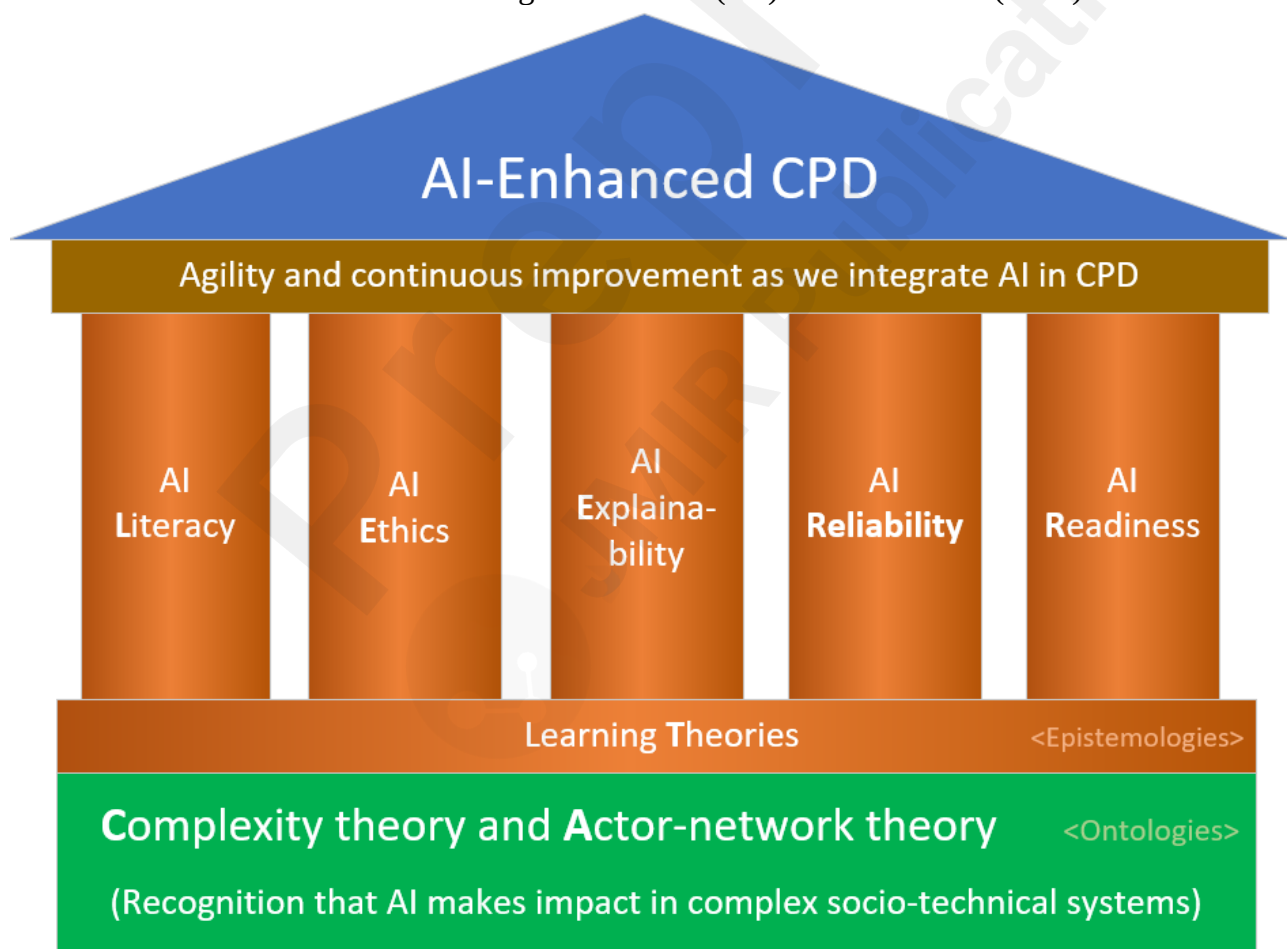 AI-Enhanced CPD
Agility and continuous improvement as we integrate AI in CPD
AI
Literacy
AI
Ethics
AI
Explaina-
bility
AI
Reliability
AI
Readiness
Learning Theories
<Epistemologies>
Complexity theory and Actor-network theory
<Ontologies>
(Recognition that AI makes impact in complex socio-technical systems)
JMIR Publicati